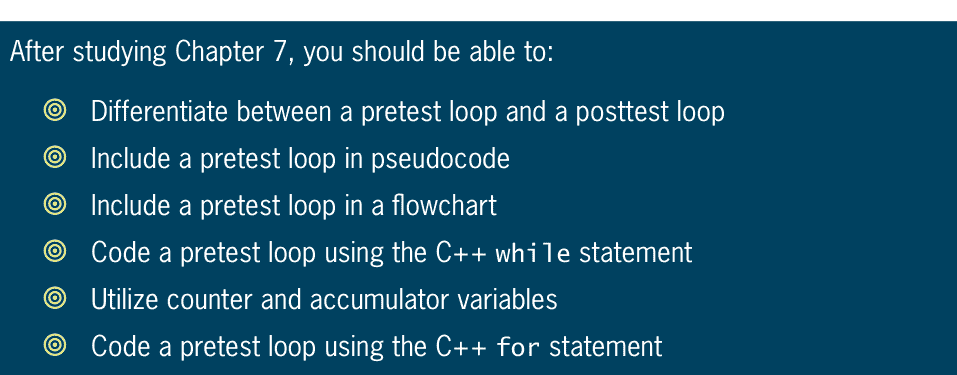 After studying Chapter 7, you should be able to:
Differentiate between a pretest loop and a posttest loop
Include a pretest loop in pseudocode
Include a pretest loop in a flowchart
Code a pretest loop using the C++ while statement
Utilize counter and accumulator variables
Code a pretest loop using the C++ for statement